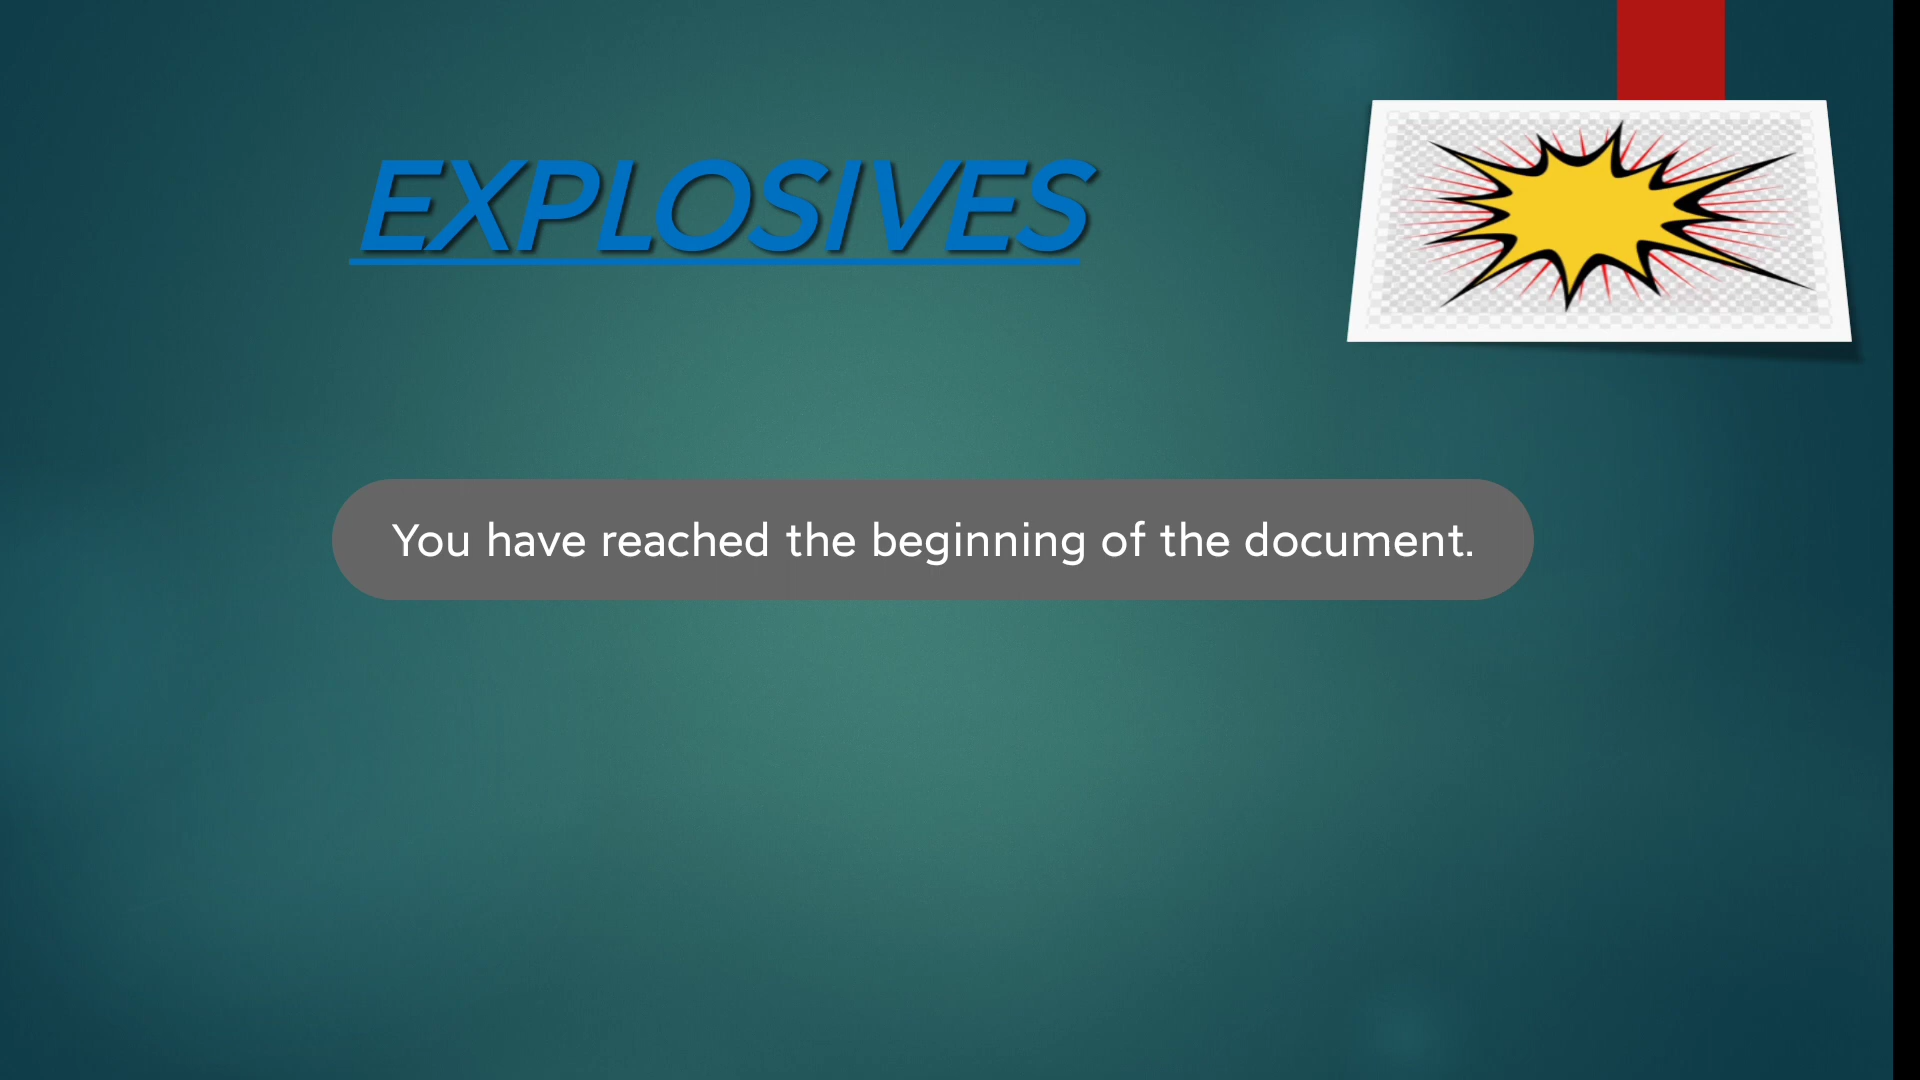 EXPLOSIVES
You have reached the beginning of the document.